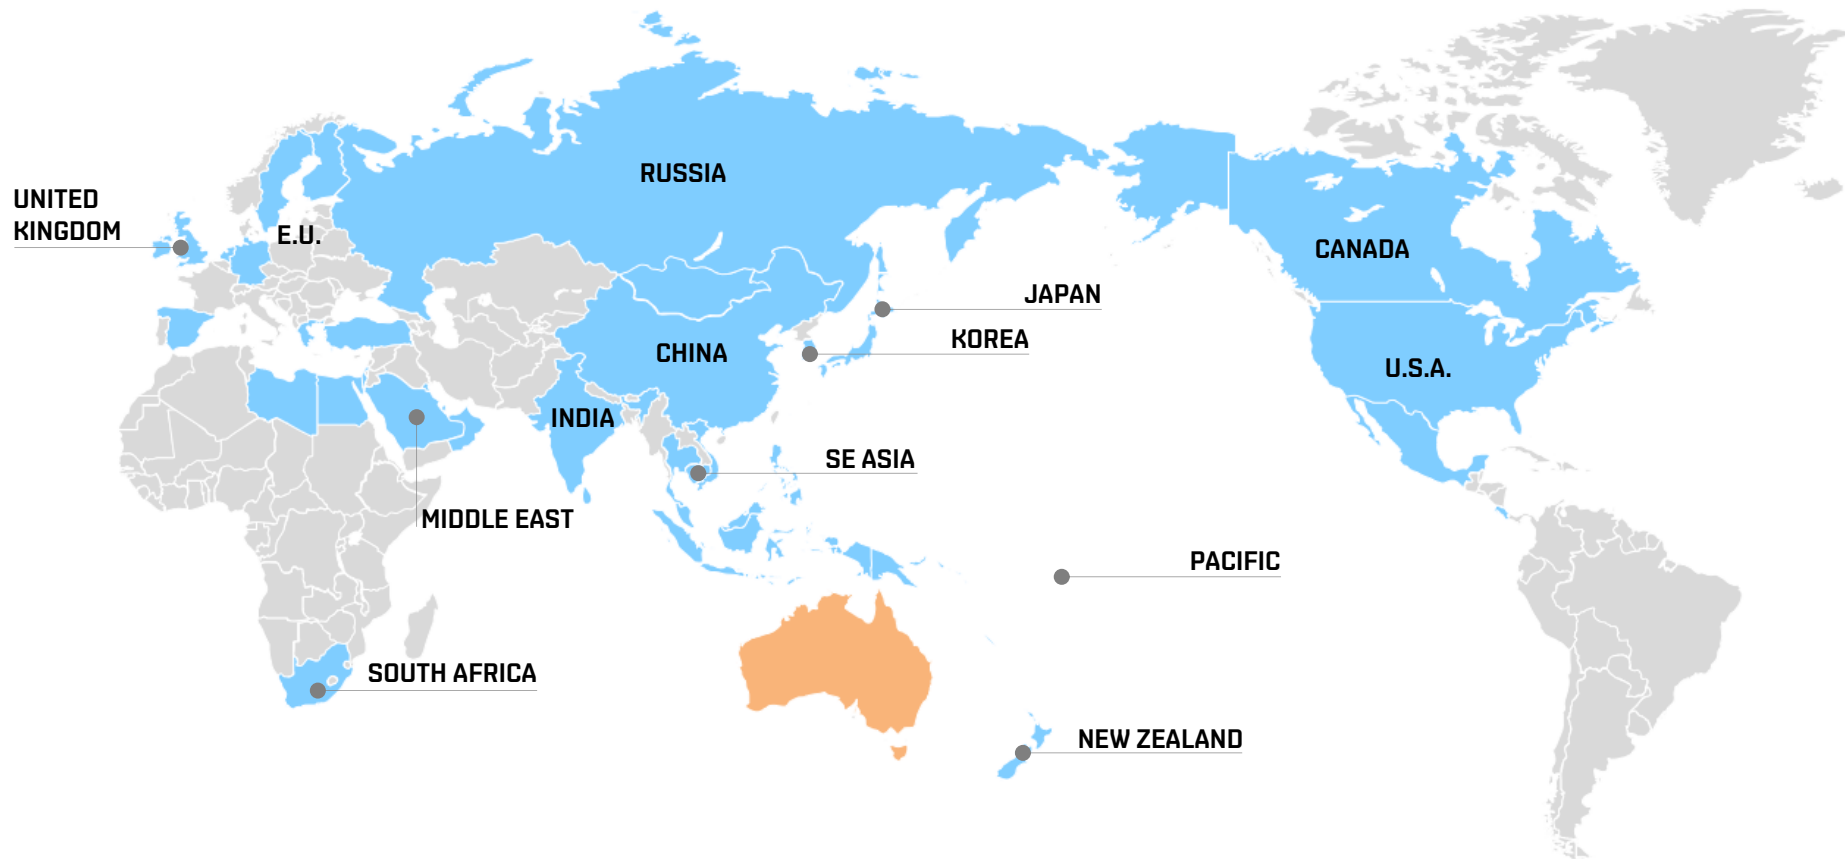 RUSSIA
UNITED
KINGDOM
E.U.
CANADA
JAPAN
KOREA
CHINA
U.S.A.
INDIA
SE ASIA
MIDDLE EAST
PACIFIC
SOUTH AFRICA
NEW ZEALAND